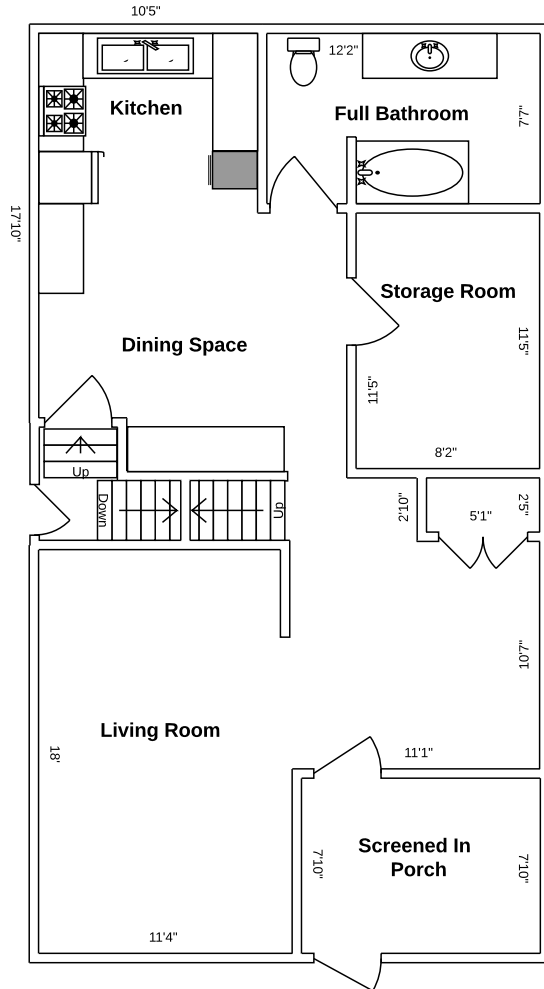 10'5"
12'2"
Kitchen
Full Bathroom
7'7"
17'10"
Storage Room
Dining Space
11'5"
11'5"
8'2"
Up
Down
Up
2'10"
5'1"
2'5"
10'7"
Living Room
18'
11'1"
Screened In
Porch
7'10"
7'10"
11'4"